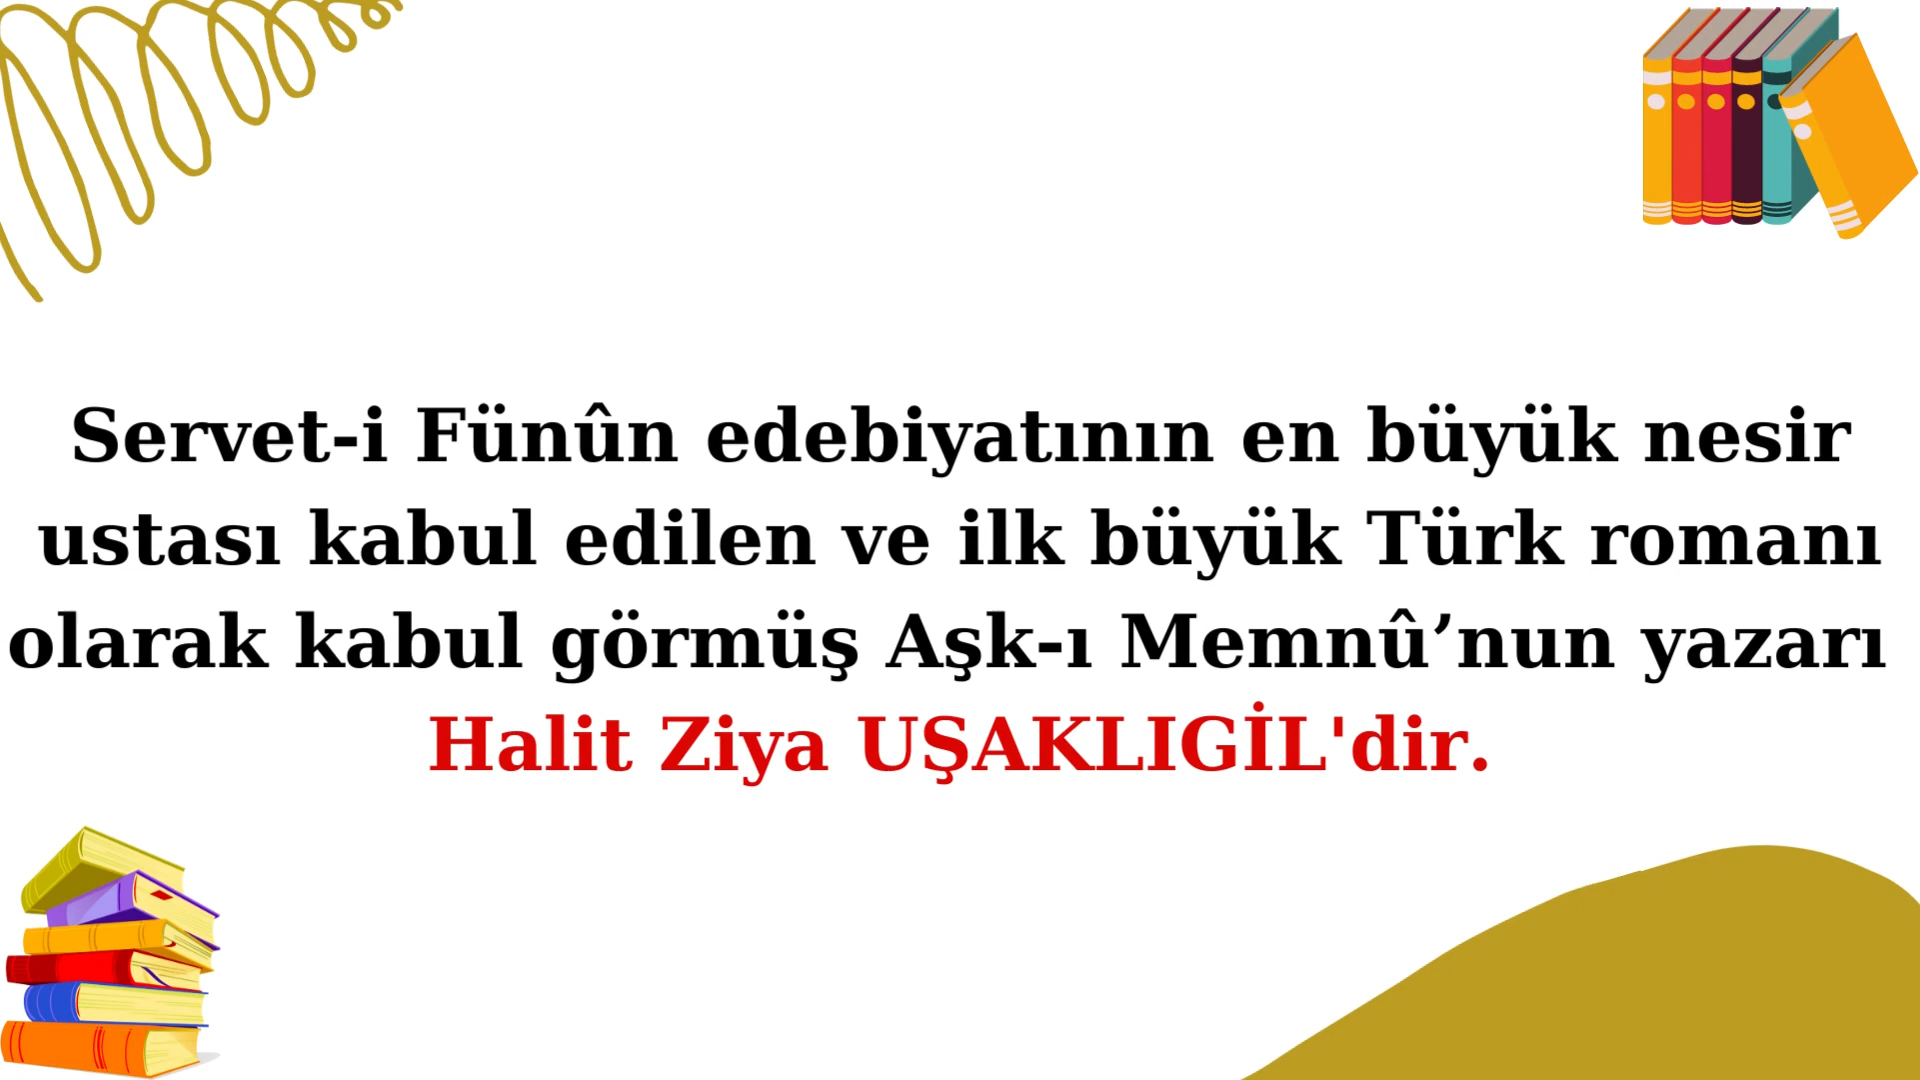 Servet-i Fünûn edebiyatının en büyük nesir
ustası kabul edilen ve ilk büyük Türk romanı
olarak kabul görmüş Aşk-ı Memnû’nun yazarı
Halit Ziya UŞAKLIGİL'dir.